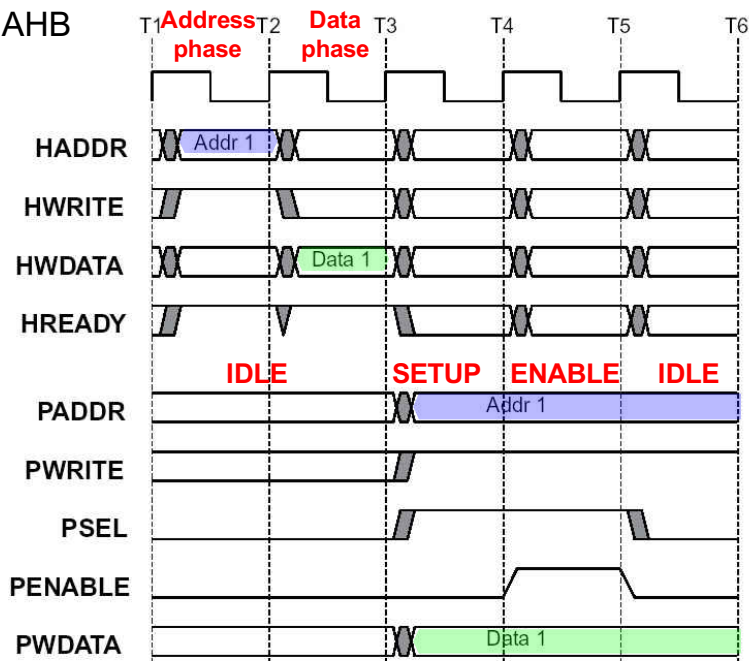 AHB
T1 Address T2 Data T3 T4 T5 T6
phase phase
HADDR Addr 1
HWRITE
HWDATA Data 1
HREADY
IDLE SETUP ENABLE IDLE
PADDR Addr 1
PWRITE
PSEL
PENABLE
PWDATA Data 1